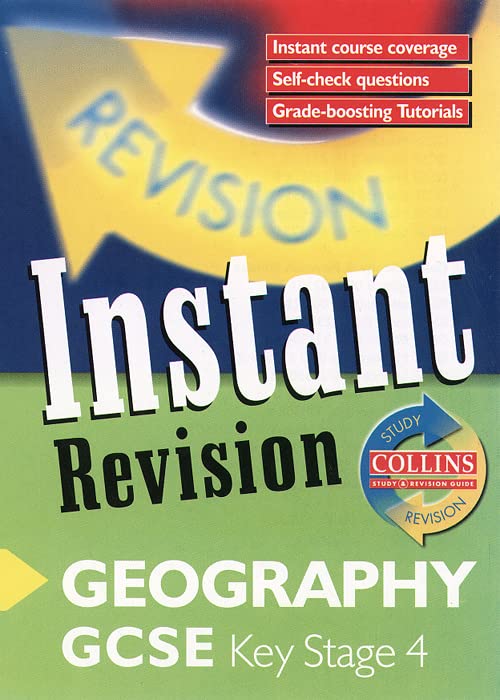 Instant course coverage
Self-check questions
Grade-boosting Tutorials
REVISION
Instant
Revision
STUDY
COLLINS
STUDY & REVISION GUIDE
REVISION
GEOGRAPHY
GCSE Key Stage 4